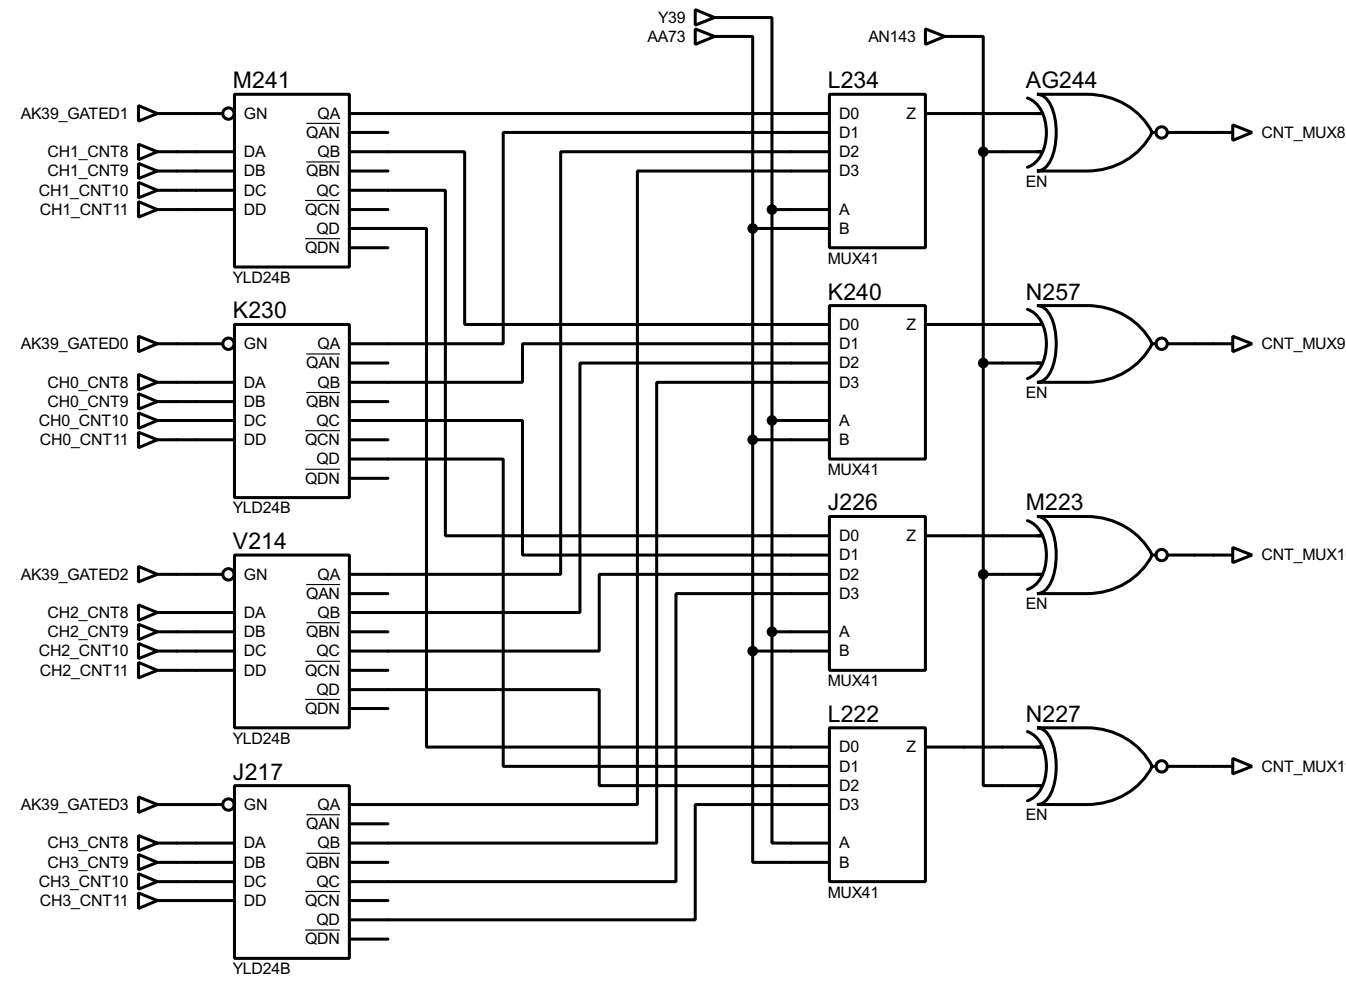 Y39
AA73
AN143
M241
AK39_GATED1
GN
CH1_CNT8
DA
CH1_CNT9
DB
CH1_CNT10
DC
CH1_CNT11
DD
QA
QAN
QB
QBN
QC
QCN
QD
QDN
YLD24B
K230
AK39_GATED0
GN
CH0_CNT8
DA
CH0_CNT9
DB
CH0_CNT10
DC
CH0_CNT11
DD
QA
QAN
QB
QBN
QC
QCN
QD
QDN
YLD24B
V214
AK39_GATED2
GN
CH2_CNT8
DA
CH2_CNT9
DB
CH2_CNT10
DC
CH2_CNT11
DD
QA
QAN
QB
QBN
QC
QCN
QD
QDN
YLD24B
J217
AK39_GATED3
GN
CH3_CNT8
DA
CH3_CNT9
DB
CH3_CNT10
DC
CH3_CNT11
DD
QA
QAN
QB
QBN
QC
QCN
QD
QDN
YLD24B
L234
D0
D1
D2
D3
A
B
Z
MUX41
K240
D0
D1
D2
D3
A
B
Z
MUX41
J226
D0
D1
D2
D3
A
B
Z
MUX41
L222
D0
D1
D2
D3
A
B
Z
MUX41
AG244
EN
CNT_MUX8
N257
EN
CNT_MUX9
M223
EN
CNT_MUX1
N227
EN
CNT_MUX1